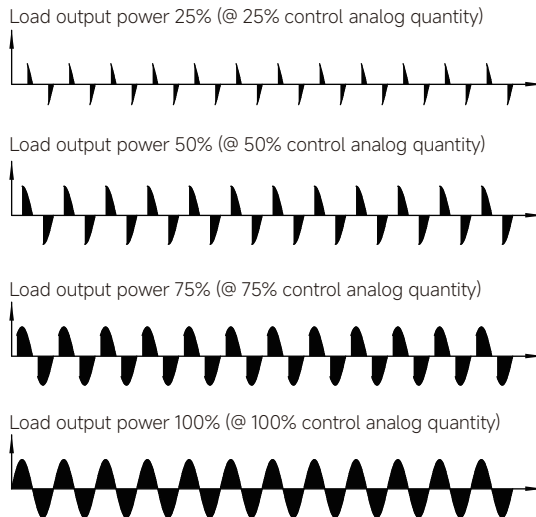 Load output power 25% (@ 25% control analog quantity)
Load output power 50% (@ 50% control analog quantity)
Load output power 75% (@ 75% control analog quantity)
Load output power 100% (@ 100% control analog quantity)